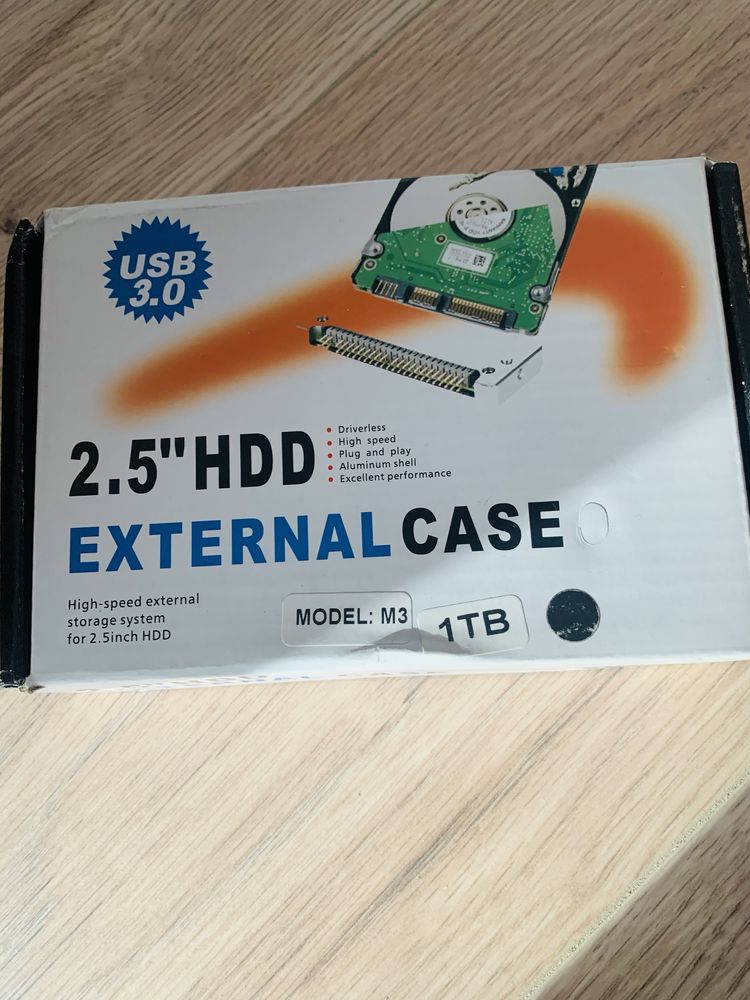 USB
3.0
2.5"HDD
Driverless
High speed
Plug and play
Aluminum shell
Excellent performance
EXTERNAL CASE
High-speed external
storage system
for 2.5inch HDD
MODEL: M3
1TB